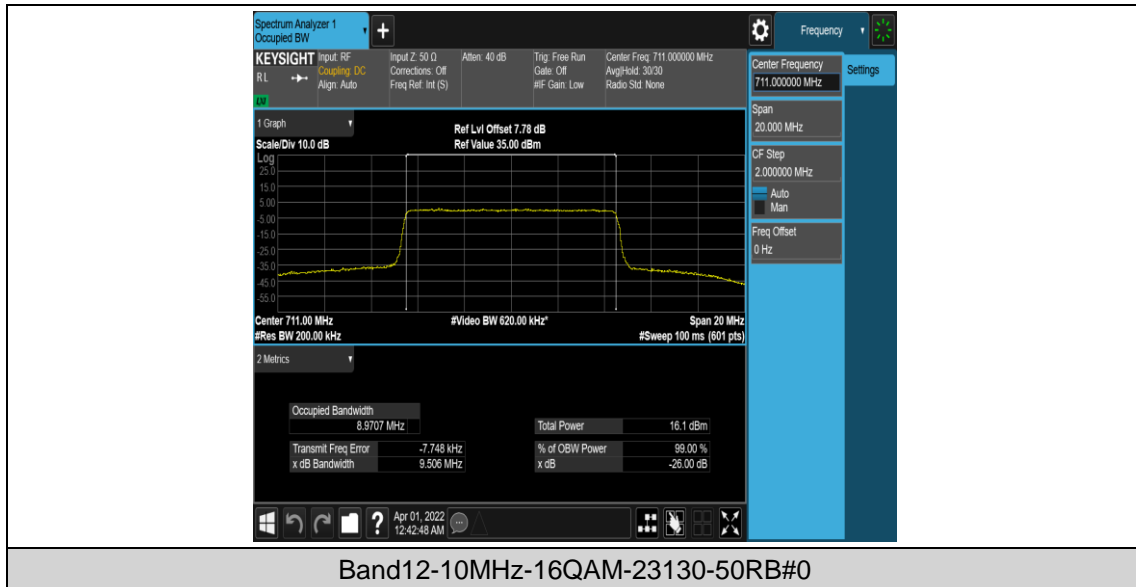 Spectrum Analyzer 1
Occupied BW
+
Frequency
KEYSIGHT
RL
LXI
Input: RF
Coupling: DC
Align: Auto
Input Z: 50 Ω
Corrections: Off
Freq Ref: Int (S)
Atten: 40 dB
Trig: Free Run
Gate: Off
#IF Gain: Low
Center Freq: 711.000000 MHz
Avg|Hold: 30/30
Radio Std: None
Center Frequency
711.000000 MHz
Settings
Span
20.000 MHz
CF Step
2.000000 MHz
Auto
Man
Freq Offset
0 Hz
1 Graph
Ref Lvl Offset 7.78 dB
Scale/Div 10.0 dB
Ref Value 35.00 dBm
Log
25.0
15.0
5.00
-5.00
-15.0
-25.0
-35.0
-45.0
-55.0
Center 711.00 MHz
#Video BW 620.00 kHz*
Span 20 MHz
#Res BW 200.00 kHz
#Sweep 100 ms (601 pts)
2 Metrics
Occupied Bandwidth
8.9707 MHz
Total Power 16.1 dBm
Transmit Freq Error -7.748 kHz
% of OBW Power 99.00 %
x dB Bandwidth 9.506 MHz
x dB -26.00 dB
?
Apr 01, 2022
12:42:48 AM
Band12-10MHz-16QAM-23130-50RB#0